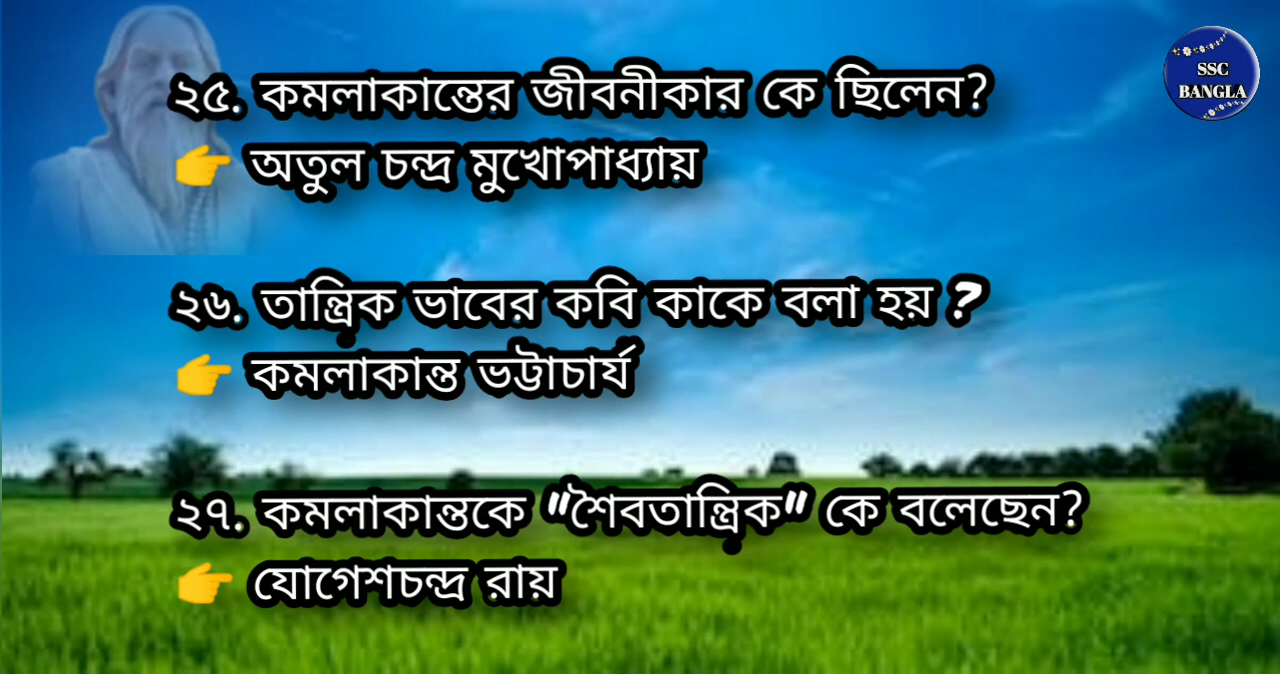 SSC
BANGLA
২৫. কমলাকান্তের জীবনীকার কে ছিলেন?
অতুল চন্দ্র মুখোপাধ্যায়
২৬. তান্ত্রিক ভাবের কবি কাকে বলা হয় ?
কমলাকান্ত ভট্টাচার্য
২৭. কমলাকান্তকে "শৈবতান্ত্রিক" কে বলেছেন?
যোগেশচন্দ্র রায়